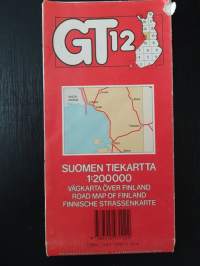 GT12
SUOMEN TIEKARTTA
1:200000
VÄGKARTA ÖVER FINLAND
ROAD MAP OF FINLAND
FINNISCHE STRASSENKARTE